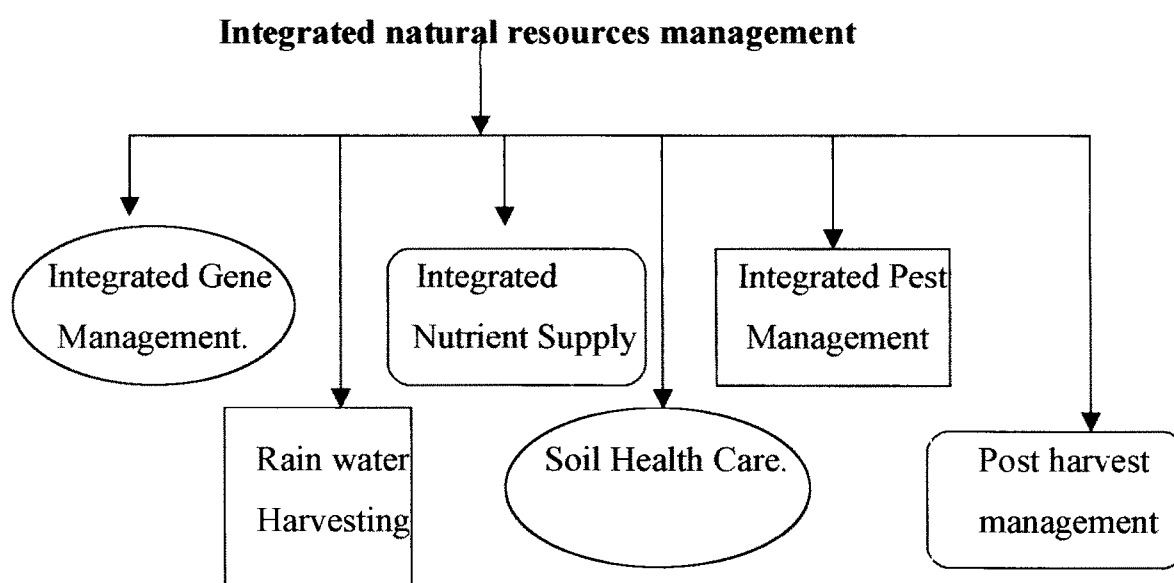 Integrated natural resources management
Integrated Gene
Management.
Integrated
Nutrient Supply
Integrated Pest
Management
Rain water
Harvesting
Soil Health Care.
Post harvest
management